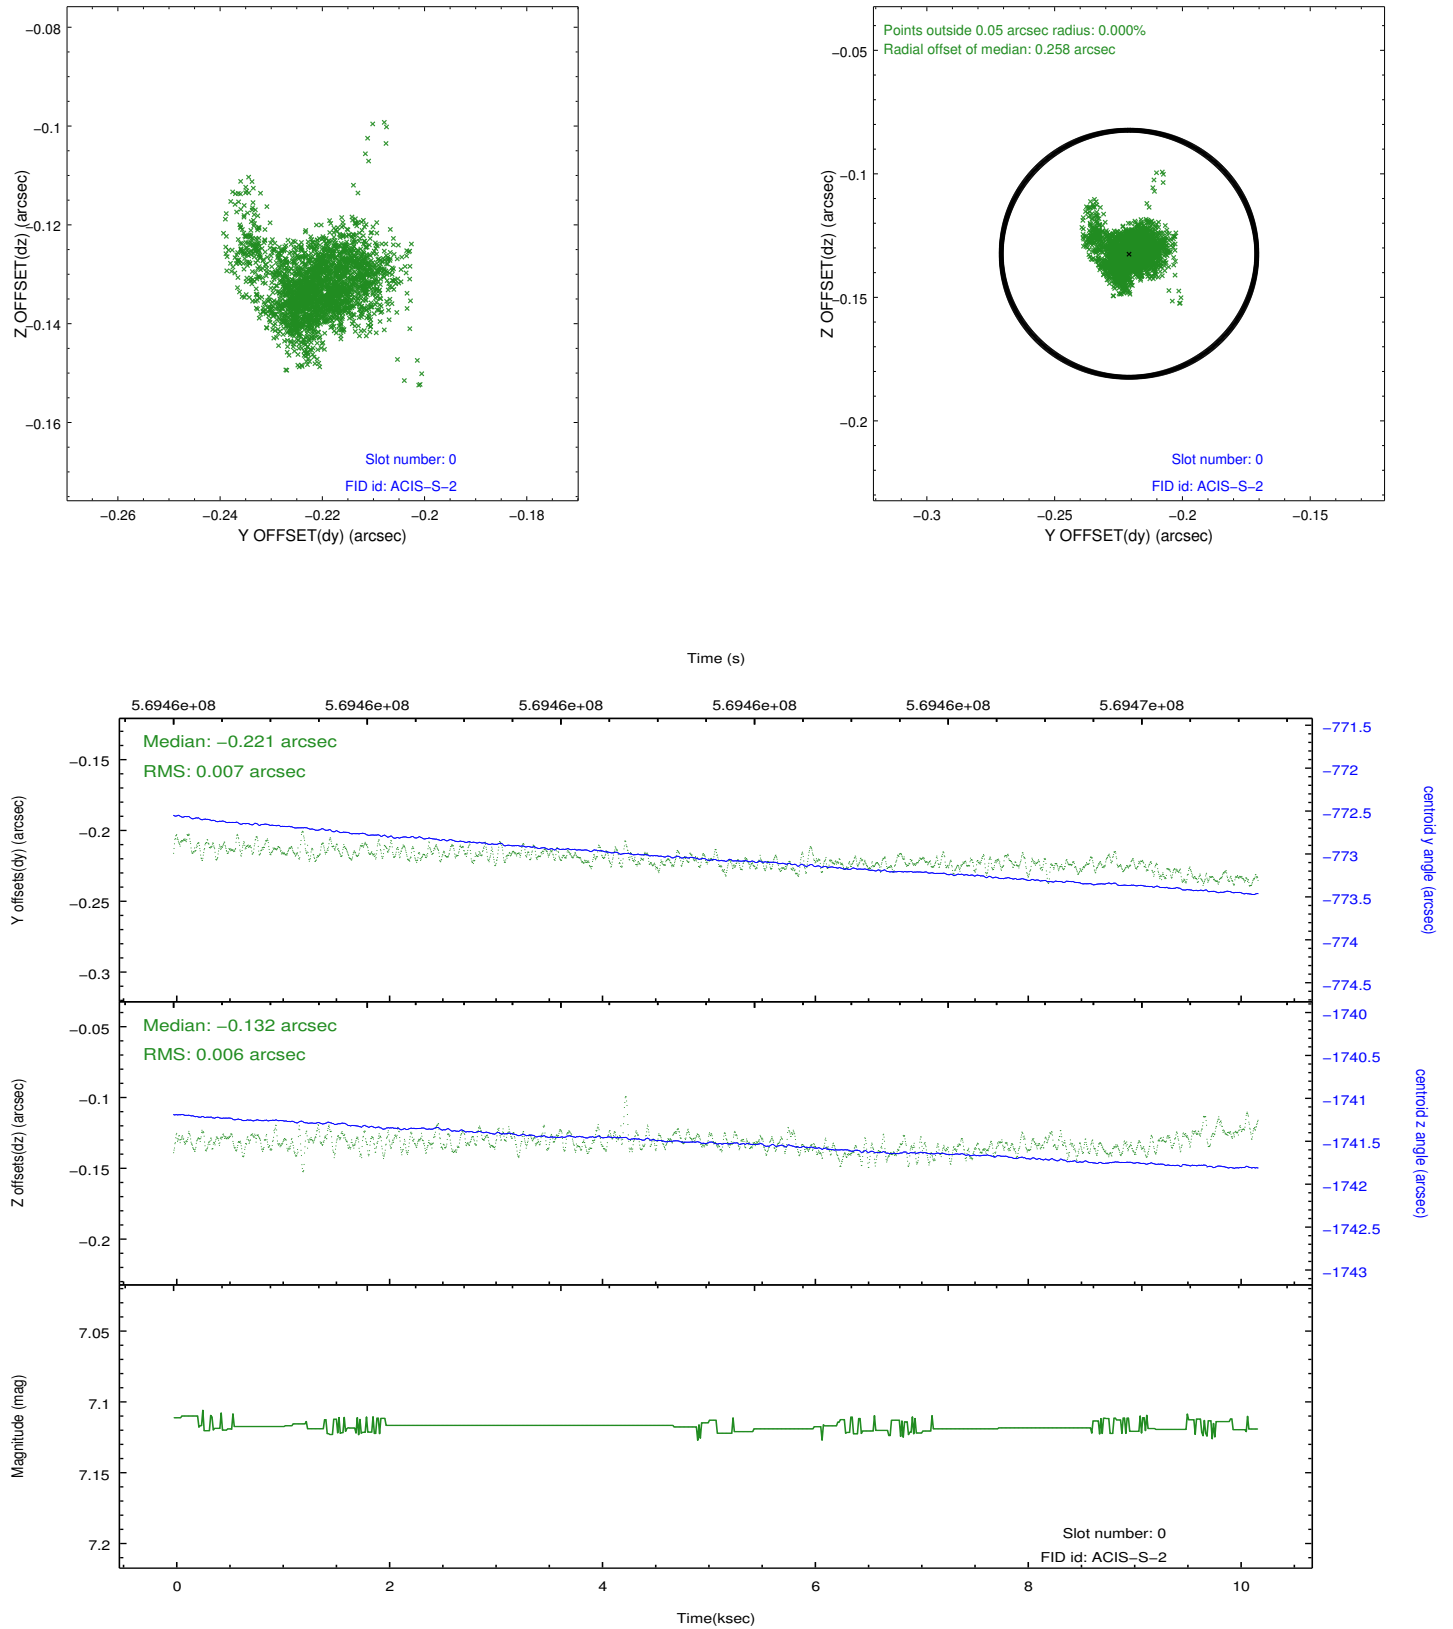 −0.08
−0.1
−0.12
−0.14
−0.16
Z OFFSET(dz) (arcsec)
Slot number: 0
FID id: ACIS−S−2
−0.26
−0.24
−0.22
−0.2
−0.18
Y OFFSET(dy) (arcsec)
Points outside 0.05 arcsec radius: 0.000%
Radial offset of median: 0.258 arcsec
−0.05
−0.1
−0.15
−0.2
Z OFFSET(dz) (arcsec)
Slot number: 0
FID id: ACIS−S−2
−0.3
−0.25
−0.2
−0.15
Y OFFSET(dy) (arcsec)
Time (s)
5.6946e+08
5.6946e+08
5.6946e+08
5.6946e+08
5.6946e+08
5.6947e+08
Median: −0.221 arcsec
RMS: 0.007 arcsec
−0.15
−0.2
−0.25
−0.3
Y offsets(dy) (arcsec)
−771.5
−772
−772.5
−773
−773.5
−774
−774.5
centroid y angle (arcsec)
Median: −0.132 arcsec
RMS: 0.006 arcsec
−0.05
−0.1
−0.15
−0.2
Z offsets(dz) (arcsec)
−1740
−1740.5
−1741
−1741.5
−1742
−1742.5
−1743
centroid z angle (arcsec)
7.05
7.1
7.15
7.2
Magnitude (mag)
Slot number: 0
FID id: ACIS−S−2
0
2
4
6
8
10
Time(ksec)